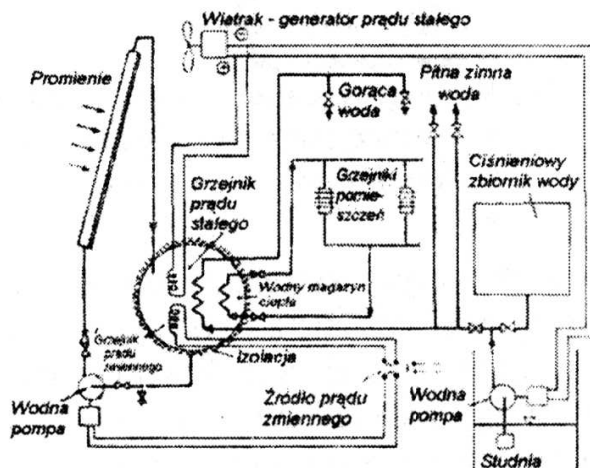 Wiatrak - generator prądu stałego
Promienie
Gorąca
woda
Pitna zimna
woda
Ciśnieniowy
zbiornik wody
Grzejnik
prądu
stałego
Grzejniki
pomie-
szczeń
Wodny magazyn
ciepła
Grzejnik
prądu
zmiennego
Izolacja
Wodna
pompa
Źródło prądu
zmiennego
Wodna
pompa
Studnia